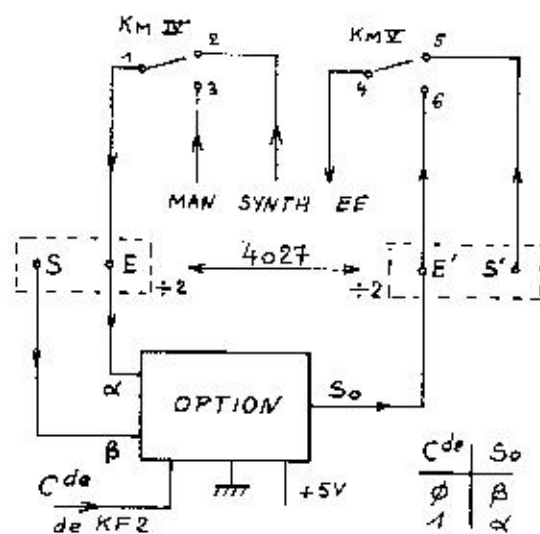 KM IV
KM V
1
2
3
4
5
6
MAN SYNTH EE
S E ÷2
4027
÷2 E' S'
α
OPTION
So
β
Cde
de KF2
+5V
Cde So
φ β
1 α